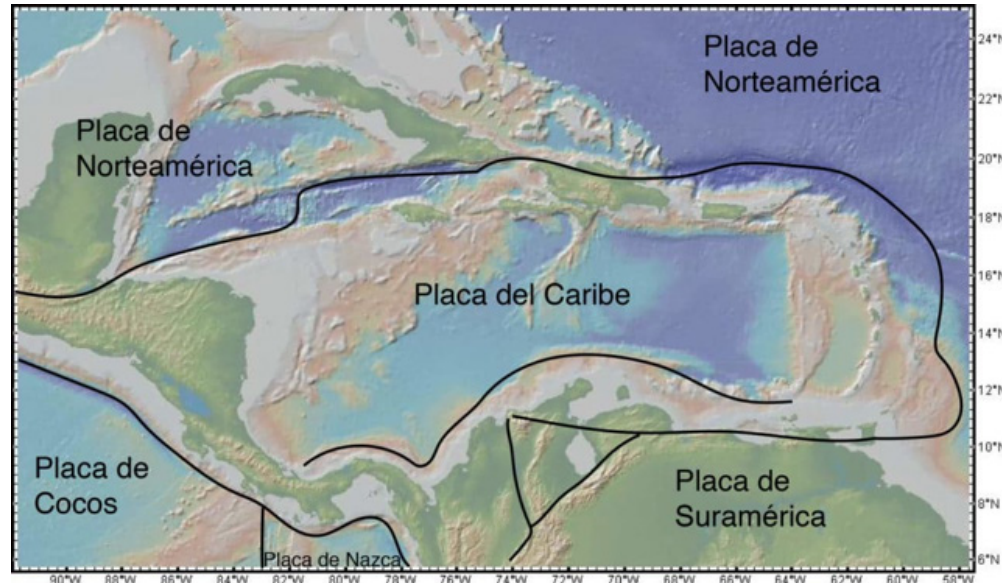 Placa de
Norteamérica
Placa de
Norteamérica
Placa del Caribe
Placa de
Cocos
Placa de
Suramérica
Placa de Nazca
24°N
22°N
20°N
18°N
16°N
14°N
12°N
10°N
8°N
6°N
90°W
88°W
86°W
84°W
82°W
80°W
78°W
76°W
74°W
72°W
70°W
68°W
66°W
64°W
62°W
60°W
58°W